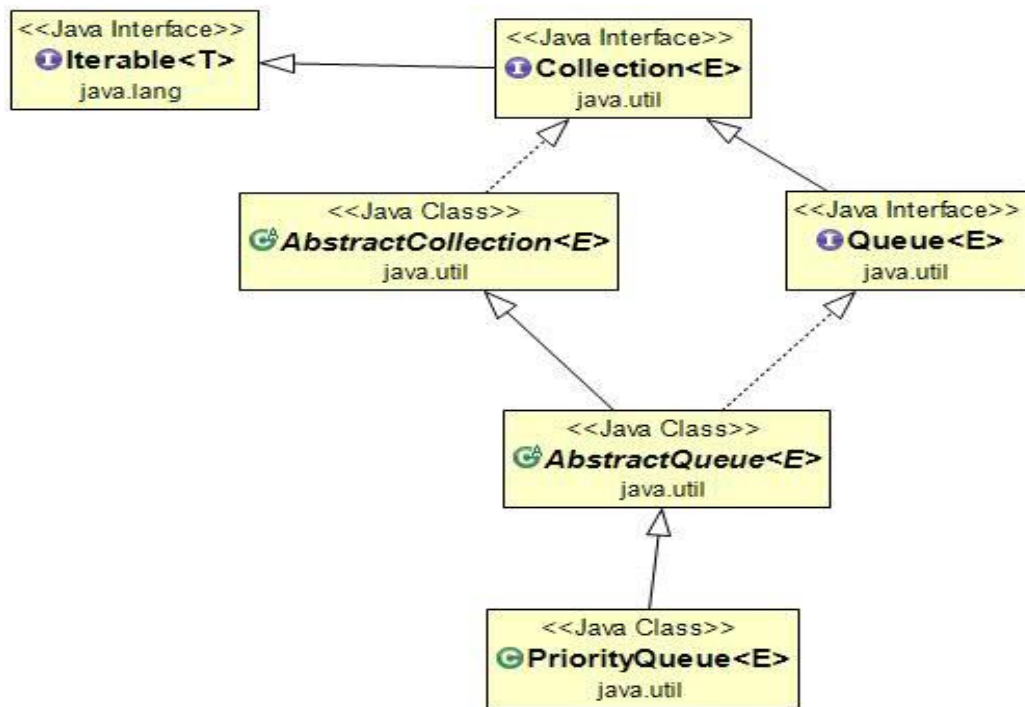 <<Java Interface>>
Iterable<T>
java.lang
<<Java Interface>>
Collection<E>
java.util
<<Java Class>>
AbstractCollection<E>
java.util
<<Java Interface>>
Queue<E>
java.util
<<Java Class>>
AbstractQueue<E>
java.util
<<Java Class>>
PriorityQueue<E>
java.util